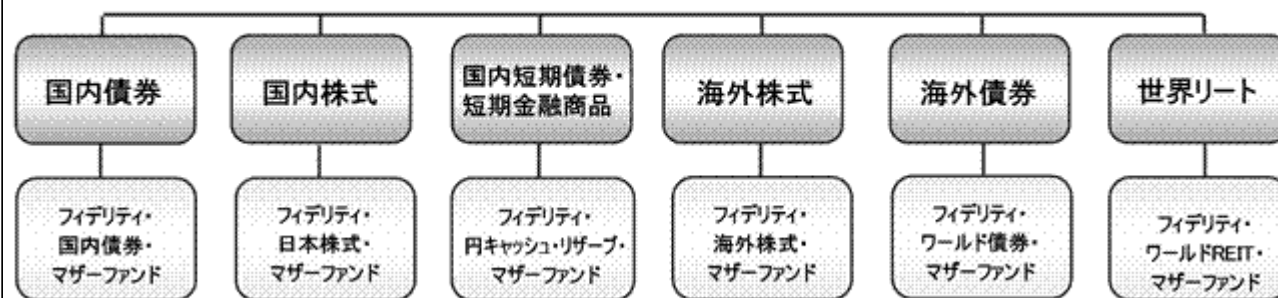 国内債券
国内株式
国内短期債券・
短期金融商品
海外株式
海外債券
世界リート
フィデリティ・
国内債券・
マザーファンド
フィデリティ・
日本株式・
マザーファンド
フィデリティ・
円キャッシュ・リザーブ・
マザーファンド
フィデリティ・
海外株式・
マザーファンド
フィデリティ・
ワールド債券・
マザーファンド
フィデリティ・
ワールドREIT・
マザーファンド